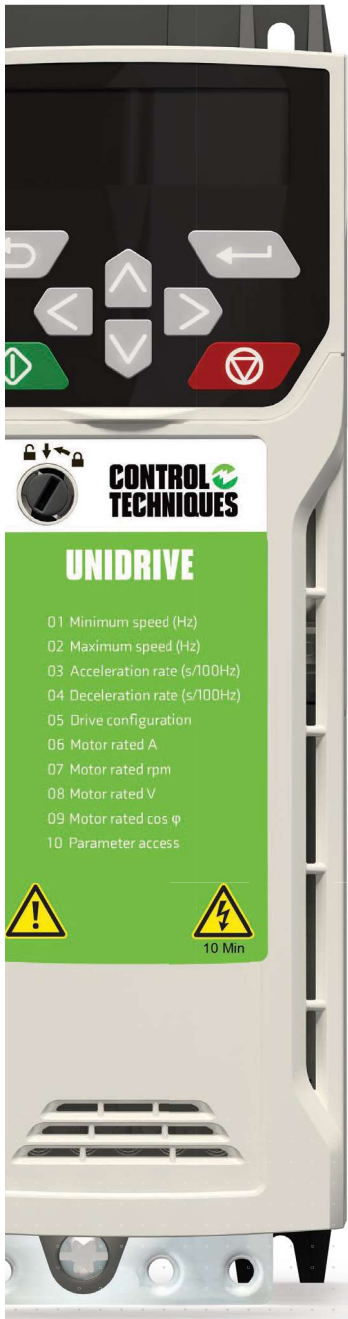 CONTROL
TECHNIQUES
UNIDRIVE
01 Minimum speed (Hz)
02 Maximum speed (Hz)
03 Acceleration rate (s/100Hz)
04 Deceleration rate (s/100Hz)
05 Drive configuration
06 Motor rated A
07 Motor rated rpm
08 Motor rated V
09 Motor rated cos φ
10 Parameter access
10 Min